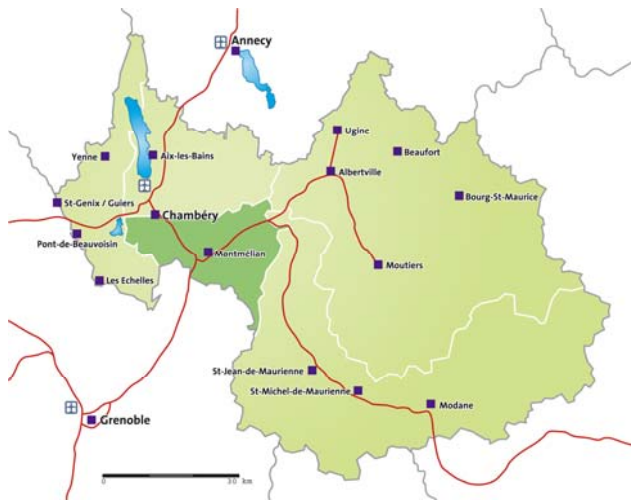 Annecy
Ugine
Beaufort
Yenne
Aix-les-Bains
Albertville
St-Genix / Guiers
Bourg-St-Maurice
Chambéry
Pont-de-Beauvoisin
Montmélian
Moutiers
Les Echelles
St-Jean-de-Maurienne
St-Michel-de-Maurienne
Modane
Grenoble
0 30 km